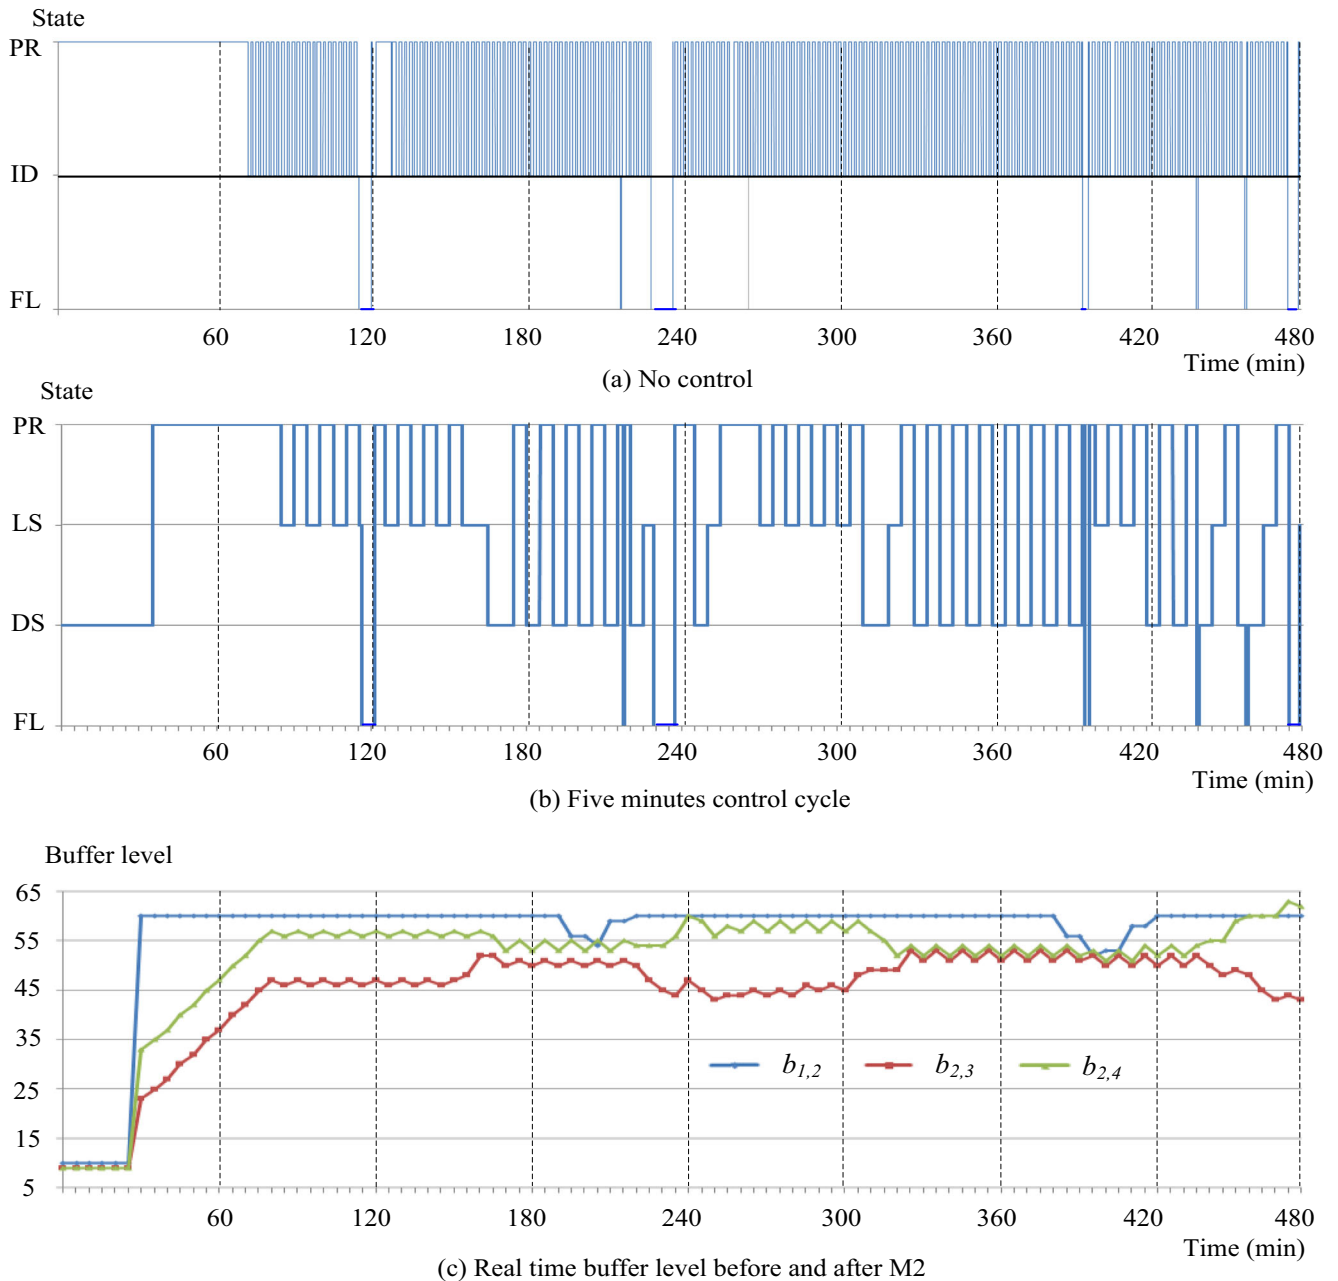 State
PR
ID
FL
60 120 180 240 300 360 420 480
Time (min)
(a) No control
State
PR
LS
DS
FL
60 120 180 240 300 360 420 480
Time (min)
(b) Five minutes control cycle
Buffer level
65
55
45
35
25
15
5
b1,2 b2,3 b2,4
60 120 180 240 300 360 420 480
Time (min)
(c) Real time buffer level before and after M2